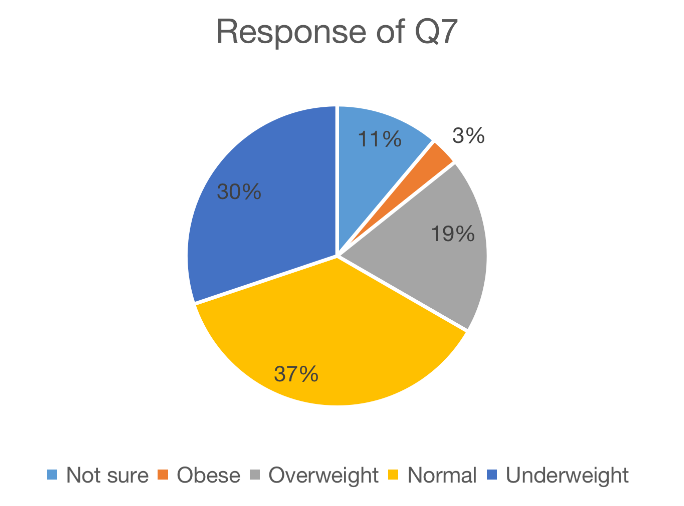 Response of Q7
11%
3%
30%
19%
37%
Not sure Obese Overweight Normal Underweight